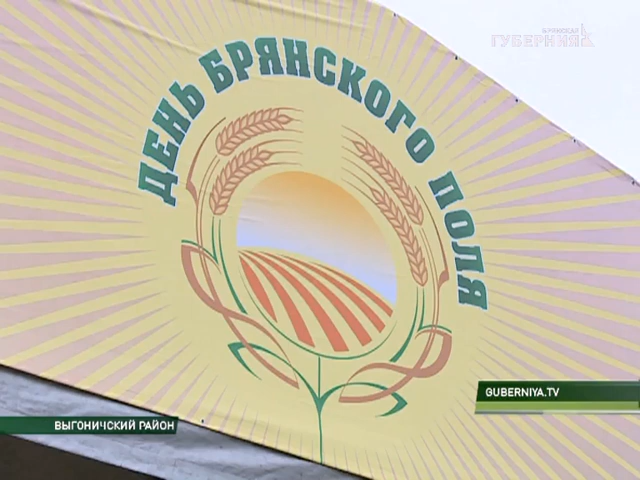 БРЯНСКАЯ
ГУБЕРНИЯ
ДЕНЬ БРЯНСКОГО ПОЛЯ
GUBERNIYA.TV
ВЫГОНИЧСКИЙ РАЙОН